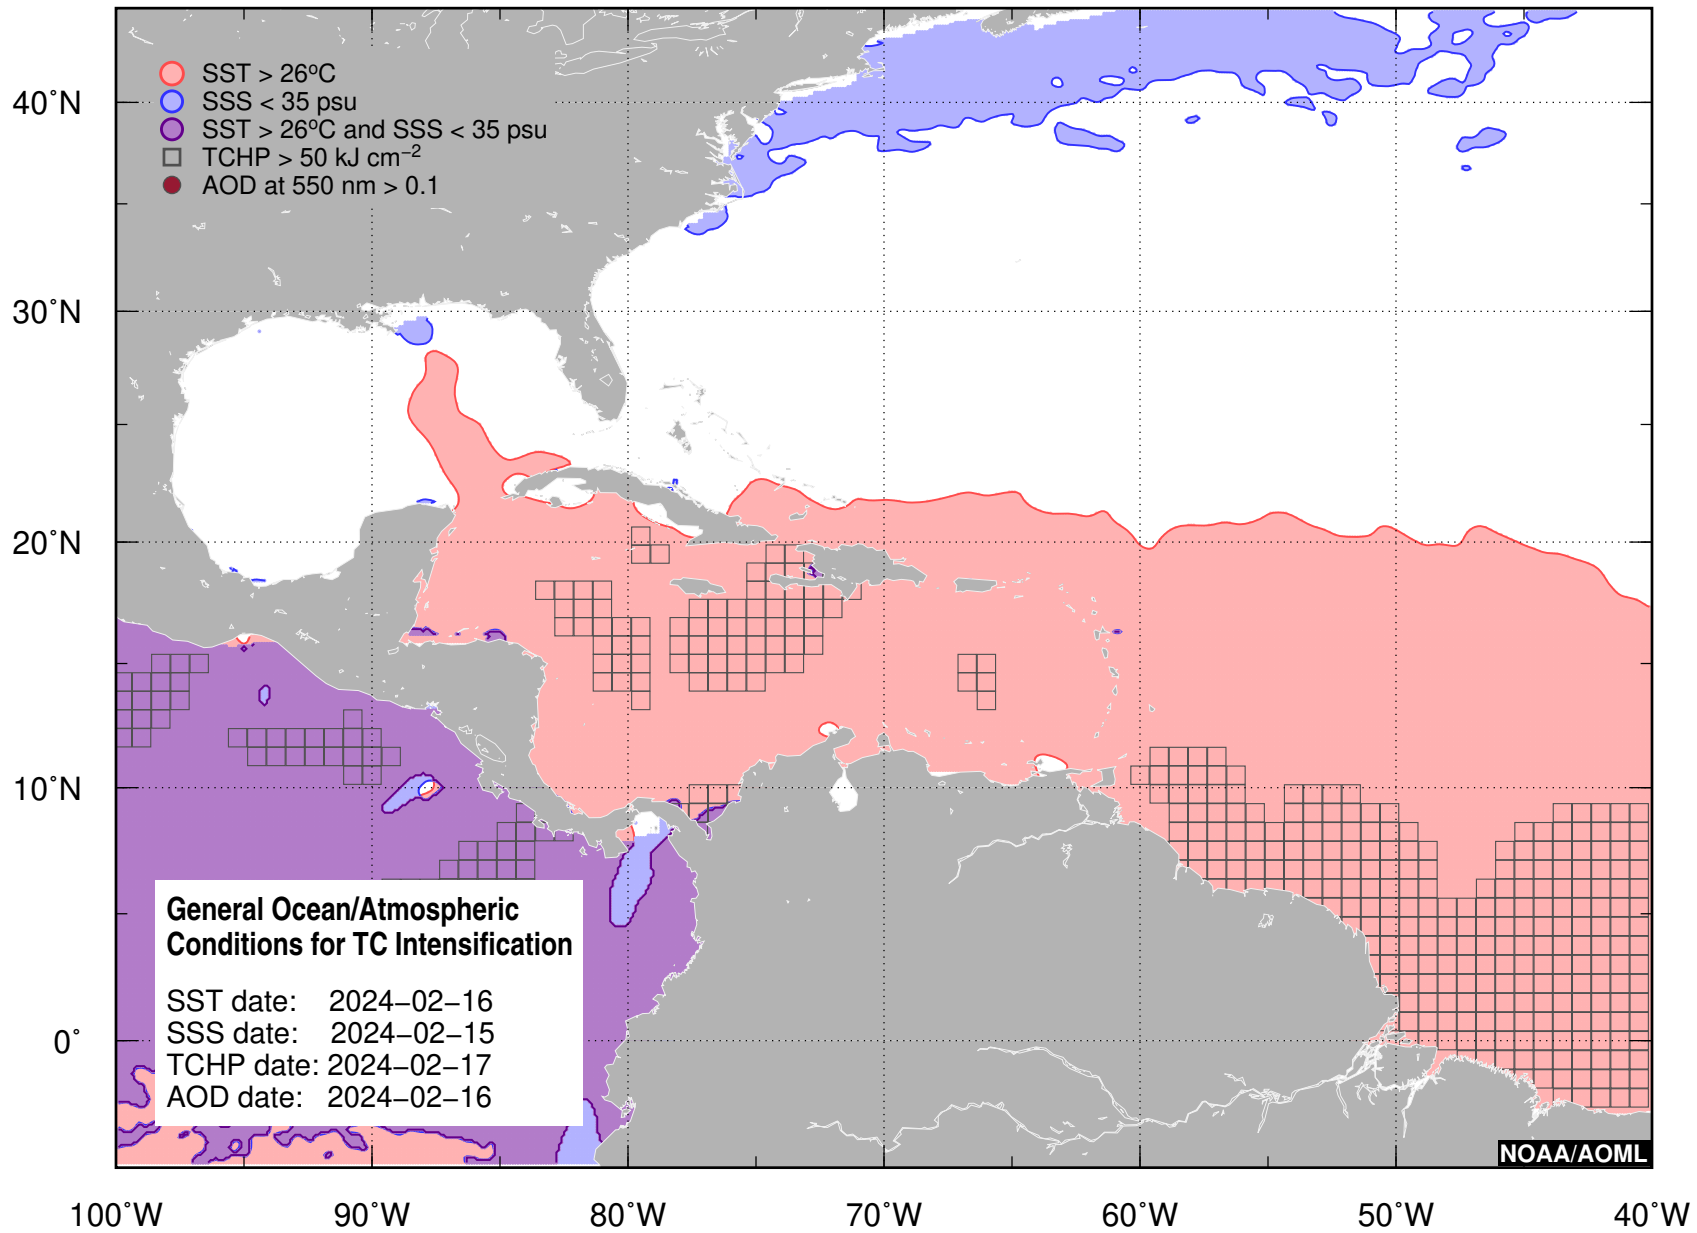 SST > 26°C
SSS < 35 psu
SST > 26°C and SSS < 35 psu
TCHP > 50 kJ cm⁻²
AOD at 550 nm > 0.1
40°N
30°N
20°N
10°N
0°
General Ocean/Atmospheric
Conditions for TC Intensification
SST date: 2024−02−16
SSS date: 2024−02−15
TCHP date: 2024−02−17
AOD date: 2024−02−16
NOAA/AOML
100°W 90°W 80°W 70°W 60°W 50°W 40°W